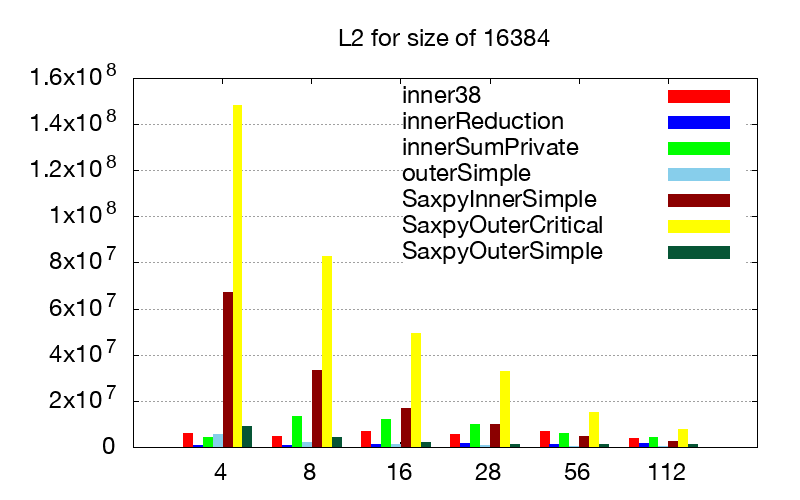 L2 for size of 16384
1.6x10^8
1.4x10^8
1.2x10^8
1x10^8
8x10^7
6x10^7
4x10^7
2x10^7
0
inner38
innerReduction
innerSumPrivate
outerSimple
SaxpyInnerSimple
SaxpyOuterCritical
SaxpyOuterSimple
4 8 16 28 56 112